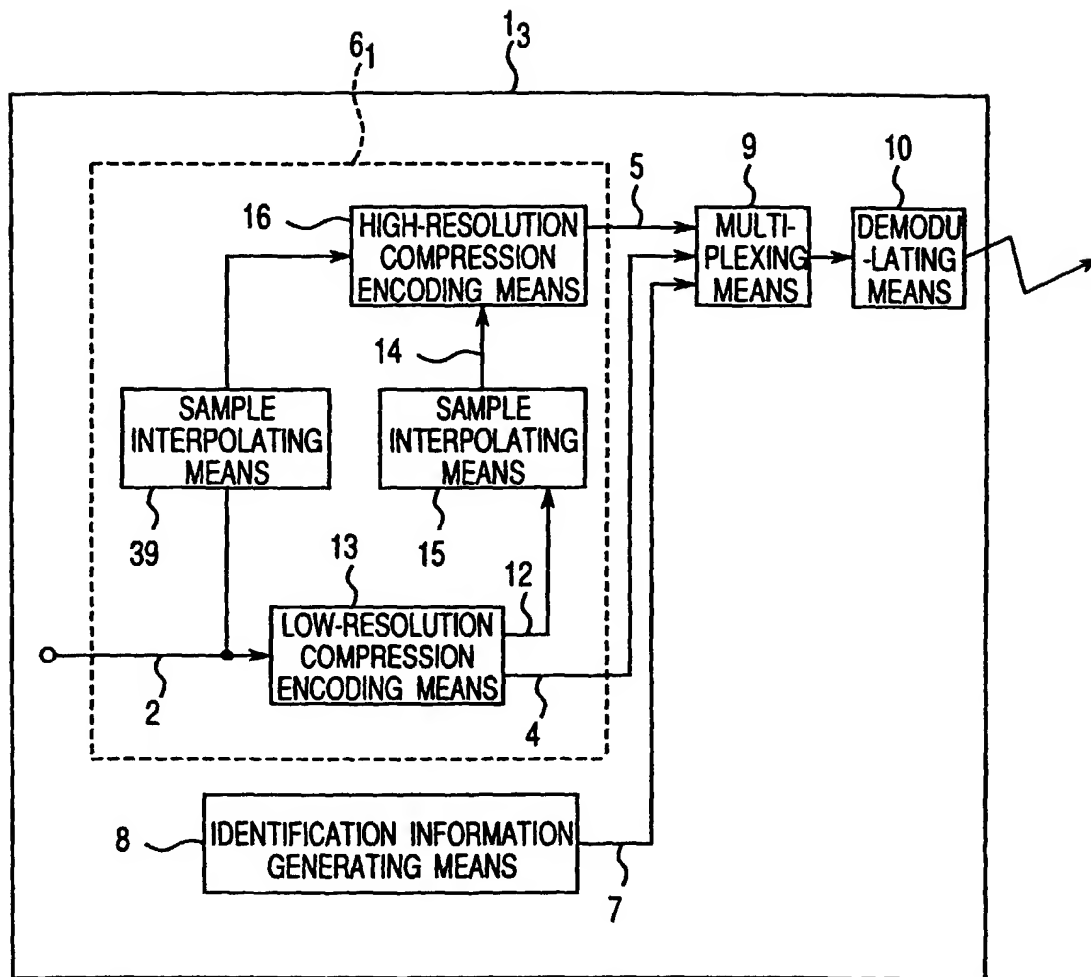 1₃
6₁
9
10
5
16
HIGH-RESOLUTION
COMPRESSION
ENCODING MEANS
MULTI-
PLEXING
MEANS
DEMODU
-LATING
MEANS
14
SAMPLE
INTERPOLATING
MEANS
SAMPLE
INTERPOLATING
MEANS
39
15
13
12
LOW-RESOLUTION
COMPRESSION
ENCODING MEANS
2
4
8
IDENTIFICATION INFORMATION
GENERATING MEANS
7